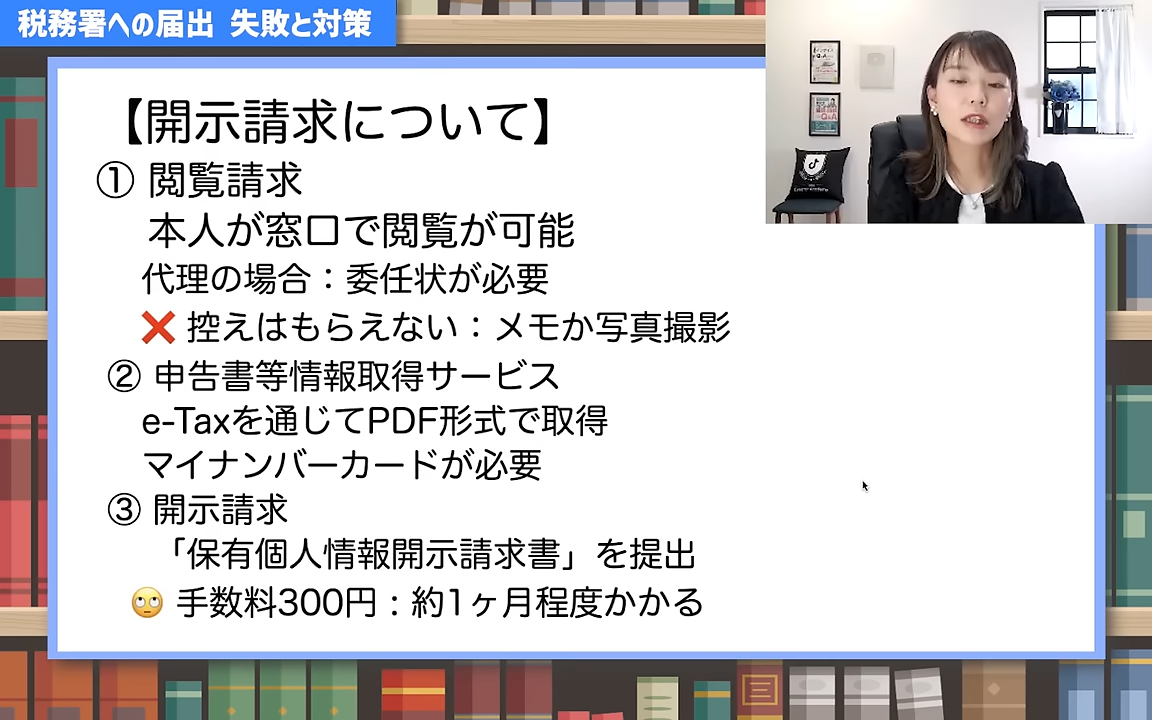 税務署への届出 失敗と対策
【開示請求について】
① 閲覧請求
本人が窓口で閲覧が可能
代理の場合：委任状が必要
❌ 控えはもらえない：メモか写真撮影
② 申告書等情報取得サービス
e-Taxを通じてPDF形式で取得
マイナンバーカードが必要
③ 開示請求
「保有個人情報開示請求書」を提出
🙄 手数料300円：約1ヶ月程度かかる
Q&A